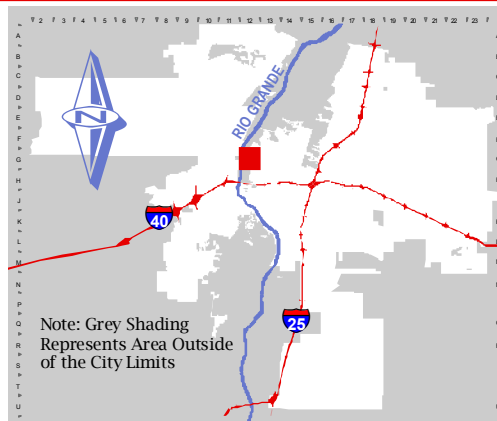 2 3 4 5 6 7 8 9 10 11 12 13 14 15 16 17 18 19 20 21 22 23
A
B
C
D
E
F
G
H
J
K
L
M
N
P
Q
R
S
T
U
N
RIO GRANDE
40
25
Note: Grey Shading
Represents Area Outside
of the City Limits